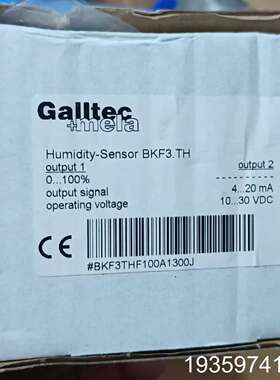 Galltec
+mela
Humidity-Sensor BKF3.TH
output 1 output 2
0...100%
output signal 4...20 mA
operating voltage 10...30 VDC
CE
#BKF3THF100A1300J
19359741